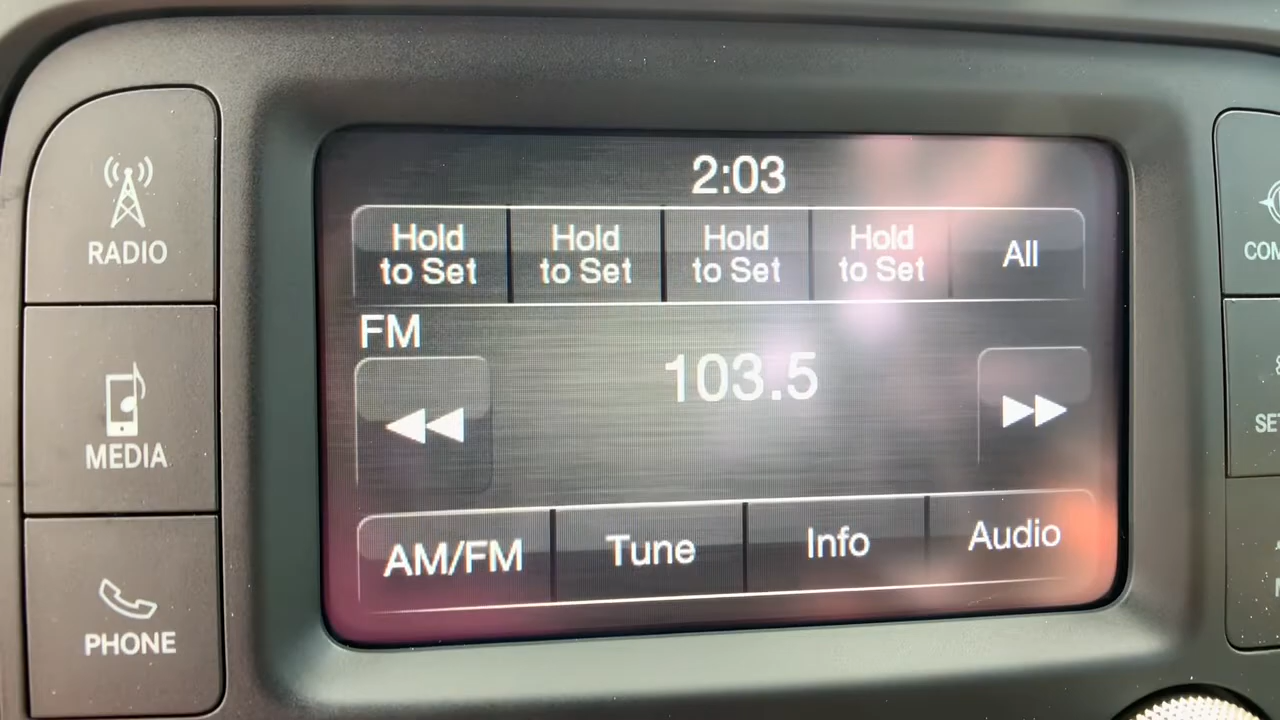 2:03
RADIO
Hold to Set
Hold to Set
Hold to Set
Hold to Set
All
FM
103.5
MEDIA
AM/FM
Tune
Info
Audio
PHONE